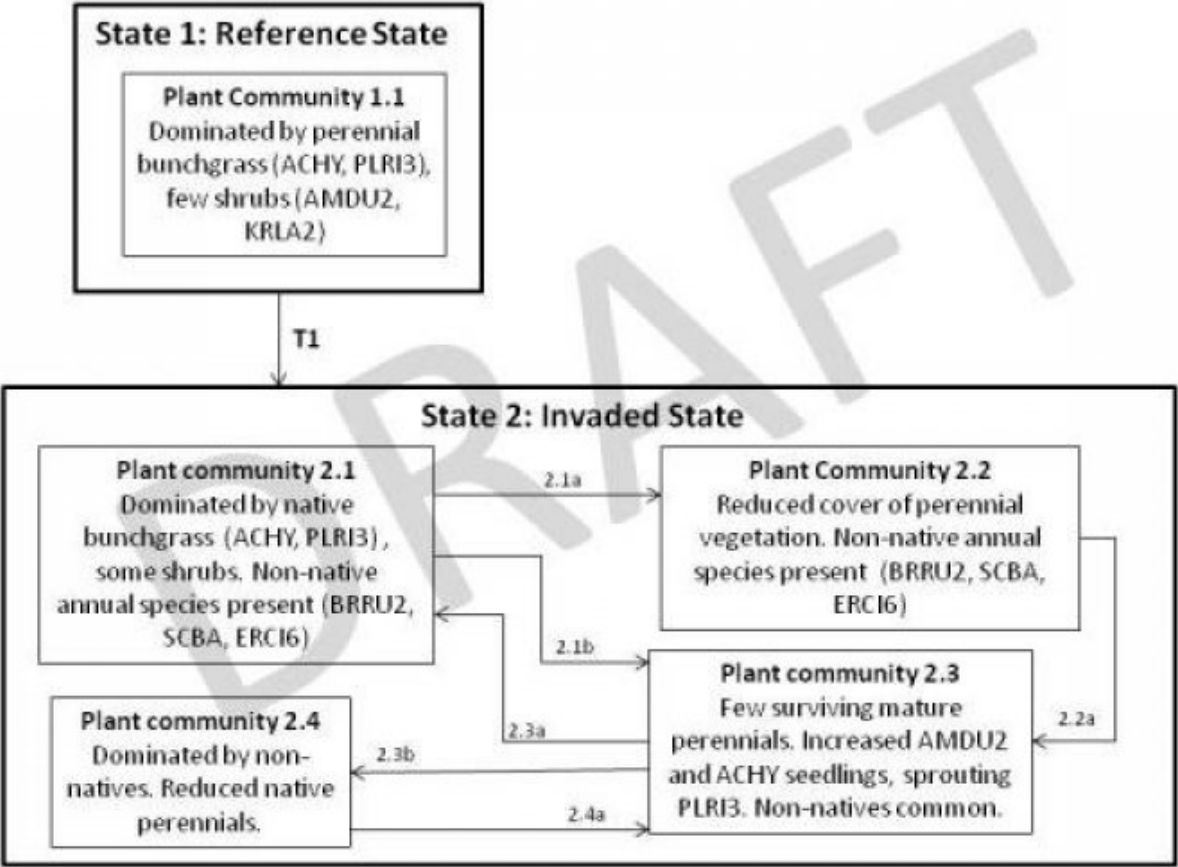 State 1: Reference State
Plant Community 1.1
Dominated by perennial
bunchgrass (ACHY, PLRI3),
few shrubs (AMDU2,
KRLA2)
T1
State 2: Invaded State
Plant community 2.1
Dominated by native
bunchgrass (ACHY, PLRI3),
some shrubs. Non-native
annual species present (BRRU2,
SCBA, ERCI6)
2.1a
Plant Community 2.2
Reduced cover of perennial
vegetation. Non-native annual
species present (BRRU2, SCBA,
ERCI6)
2.1b
Plant community 2.3
Few surviving mature
perennials. Increased AMDU2
and ACHY seedlings, sprouting
PLRI3. Non-natives common.
2.2a
2.3a
Plant community 2.4
Dominated by non-
natives. Reduced native
perennials.
2.3b
2.4a
DRAFT